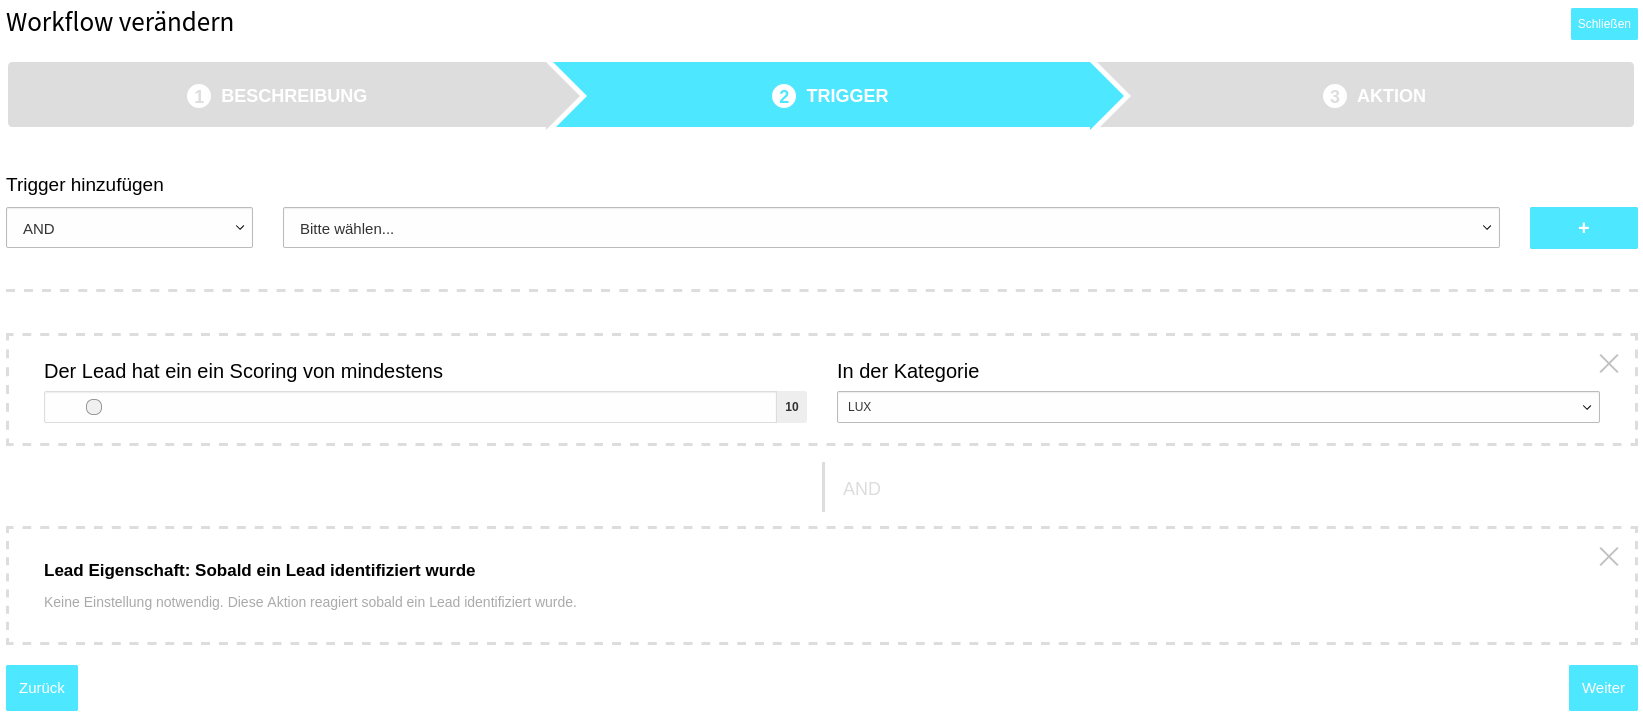 Workflow verändern
Schließen
1 BESCHREIBUNG
2 TRIGGER
3 AKTION
Trigger hinzufügen
AND
Bitte wählen...
+
Der Lead hat ein ein Scoring von mindestens
In der Kategorie
10
LUX
AND
Lead Eigenschaft: Sobald ein Lead identifiziert wurde
Keine Einstellung notwendig. Diese Aktion reagiert sobald ein Lead identifiziert wurde.
Zurück
Weiter